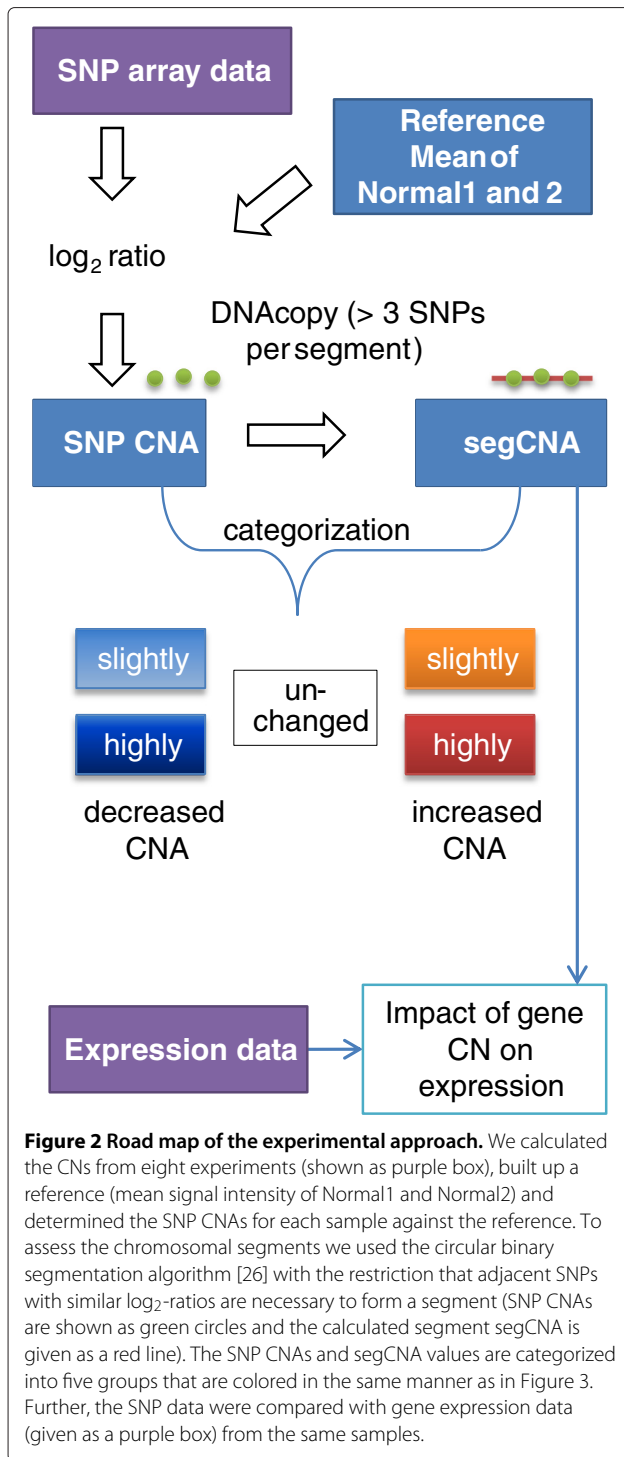 SNP array data
Reference
Mean of
Normal1 and 2
log2 ratio
DNAcopy (> 3 SNPs
per segment)
SNP CNA
segCNA
categorization
slightly
un-
changed
slightly
highly
highly
decreased
CNA
increased
CNA
Expression data
Impact of gene
CN on
expression
Figure 2 Road map of the experimental approach. We calculated
the CNs from eight experiments (shown as purple box), built up a
reference (mean signal intensity of Normal1 and Normal2) and
determined the SNP CNAs for each sample against the reference. To
assess the chromosomal segments we used the circular binary
segmentation algorithm [26] with the restriction that adjacent SNPs
with similar log2-ratios are necessary to form a segment (SNP CNAs
are shown as green circles and the calculated segment segCNA is
given as a red line). The SNP CNAs and segCNA values are categorized
into five groups that are colored in the same manner as in Figure 3.
Further, the SNP data were compared with gene expression data
(given as a purple box) from the same samples.